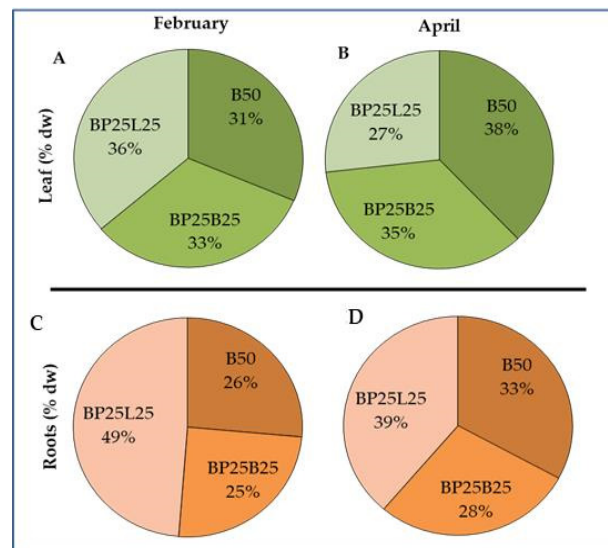 February
April
Leaf (% dw)
A
BP25L25
36%
B50
31%
BP25B25
33%
B
BP25L25
27%
B50
38%
BP25B25
35%
Roots (% dw)
C
BP25L25
49%
B50
26%
BP25B25
25%
D
BP25L25
39%
B50
33%
BP25B25
28%